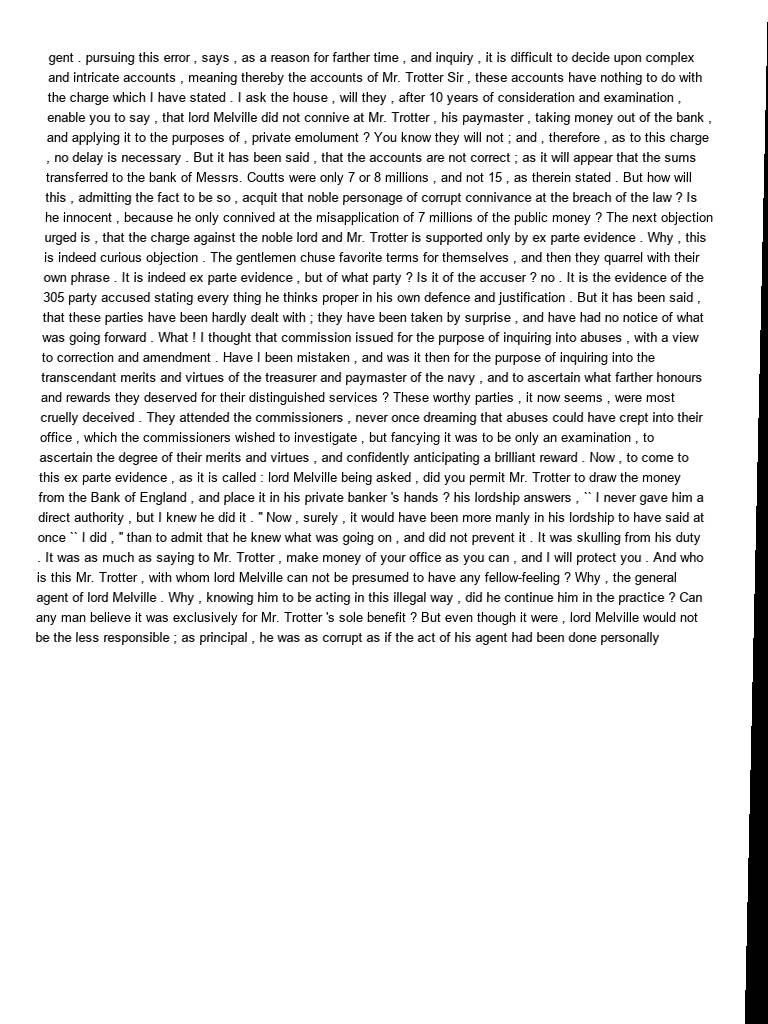 gent . pursuing this error , says , as a reason for farther time , and inquiry , it is difficult to decide upon complex
and intricate accounts , meaning thereby the accounts of Mr. Trotter Sir , these accounts have nothing to do with
the charge which I have stated . I ask the house , will they , after 10 years of consideration and examination ,
enable you to say , that lord Melville did not connive at Mr. Trotter , his paymaster , taking money out of the bank ,
and applying it to the purposes of , private emolument ? You know they will not ; and , therefore , as to this charge
, no delay is necessary . But it has been said , that the accounts are not correct ; as it will appear that the sums
transferred to the bank of Messrs. Coutts were only 7 or 8 millions , and not 15 , as therein stated . But how will
this , admitting the fact to be so , acquit that noble personage of corrupt connivance at the breach of the law ? Is
he innocent , because he only connived at the misapplication of 7 millions of the public money ? The next objection
urged is , that the charge against the noble lord and Mr. Trotter is supported only by ex parte evidence . Why , this
is indeed curious objection . The gentlemen chuse favorite terms for themselves , and then they quarrel with their
own phrase . It is indeed ex parte evidence , but of what party ? Is it of the accuser ? no . It is the evidence of the
305 party accused stating every thing he thinks proper in his own defence and justification . But it has been said ,
that these parties have been hardly dealt with ; they have been taken by surprise , and have had no notice of what
was going forward . What ! I thought that commission issued for the purpose of inquiring into abuses , with a view
to correction and amendment . Have I been mistaken , and was it then for the purpose of inquiring into the
transcendant merits and virtues of the treasurer and paymaster of the navy , and to ascertain what farther honours
and rewards they deserved for their distinguished services ? These worthy parties , it now seems , were most
cruelly deceived . They attended the commissioners , never once dreaming that abuses could have crept into their
office , which the commissioners wished to investigate , but fancying it was to be only an examination , to
ascertain the degree of their merits and virtues , and confidently anticipating a brilliant reward . Now , to come to
this ex parte evidence , as it is called : lord Melville being asked , did you permit Mr. Trotter to draw the money
from the Bank of England , and place it in his private banker 's hands ? his lordship answers , `` I never gave him a
direct authority , but I knew he did it . '' Now , surely , it would have been more manly in his lordship to have said at
once `` I did , '' than to admit that he knew what was going on , and did not prevent it . It was skulling from his duty
. It was as much as saying to Mr. Trotter , make money of your office as you can , and I will protect you . And who
is this Mr. Trotter , with whom lord Melville can not be presumed to have any fellow-feeling ? Why , the general
agent of lord Melville . Why , knowing him to be acting in this illegal way , did he continue him in the practice ? Can
any man believe it was exclusively for Mr. Trotter 's sole benefit ? But even though it were , lord Melville would not
be the less responsible ; as principal , he was as corrupt as if the act of his agent had been done personally